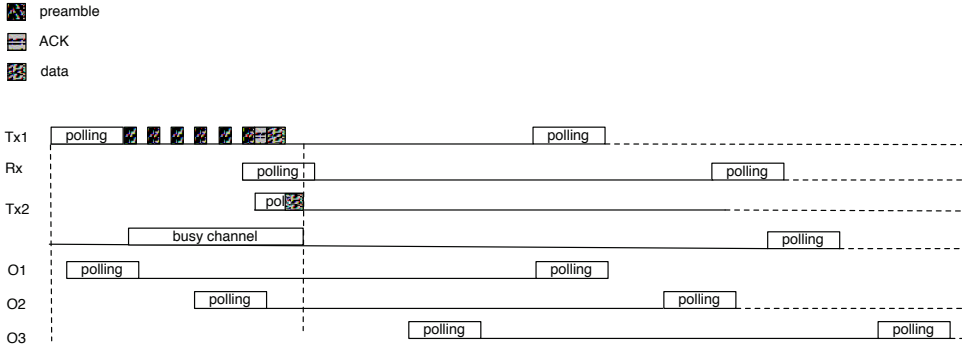 preamble
ACK
data
Tx1 polling polling
Rx polling polling
Tx2 pol
busy channel polling
O1 polling polling
O2 polling polling
O3 polling polling